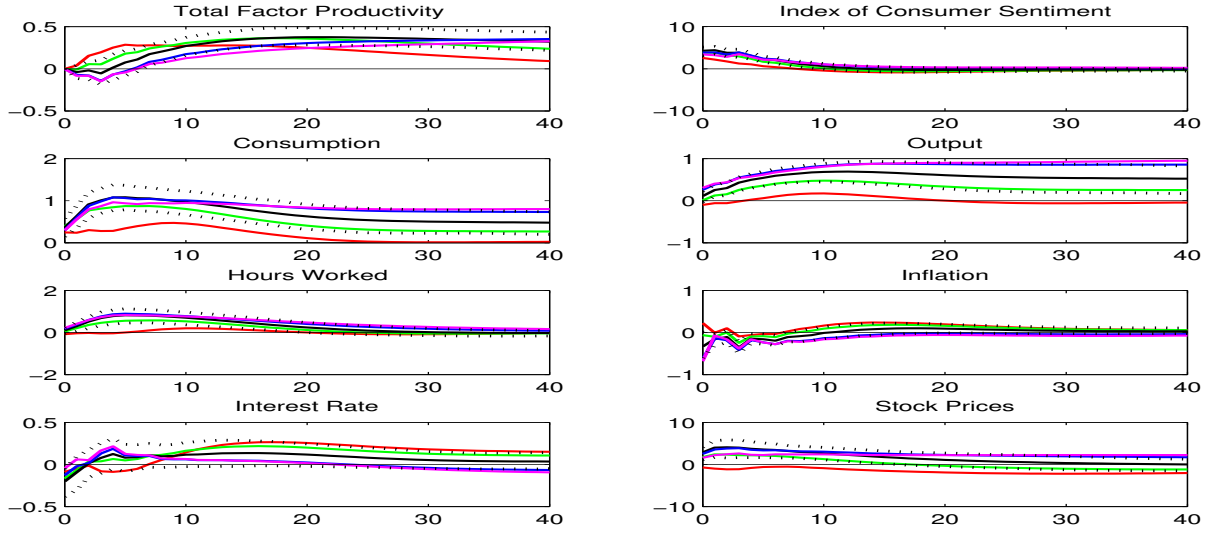 Total Factor Productivity
0.5
0
−0.5
0 10 20 30 40
Index of Consumer Sentiment
10
0
−10
0 10 20 30 40
Consumption
2
1
0
0 10 20 30 40
Output
1
0
−1
0 10 20 30 40
Hours Worked
2
0
−2
0 10 20 30 40
Inflation
1
0
−1
0 10 20 30 40
Interest Rate
0.5
0
−0.5
0 10 20 30 40
Stock Prices
10
0
−10
0 10 20 30 40